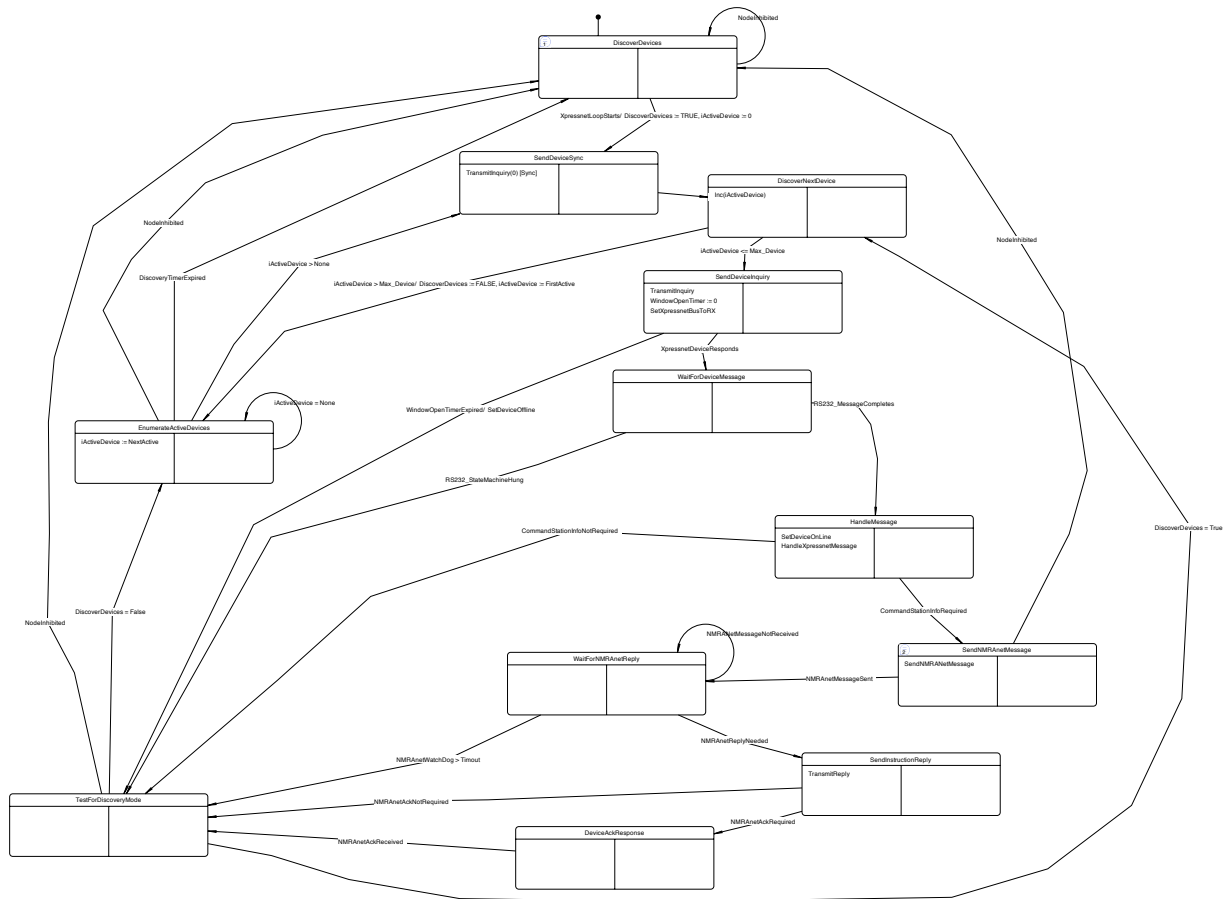 NodeInhibited
DiscoverDevices
XpressnetLoopStarts/ DiscoverDevices := TRUE, iActiveDevice := 0
SendDeviceSync
TransmitInquiry(0) [Sync]
DiscoverNextDevice
Inc(iActiveDevice)
NodeInhibited
NodeInhibited
iActiveDevice <= Max_Device
iActiveDevice > None
DiscoveryTimerExpired
SendDeviceInquiry
iActiveDevice > Max_Device/ DiscoverDevices := FALSE, iActiveDevice := FirstActive
TransmitInquiry
WindowOpenTimer := 0
SetXpressnetBusToRX
XpressnetDeviceResponds
WaitForDeviceMessage
iActiveDevice = None
RS232_MessageCompletes
WindowOpenTimerExpired/ SetDeviceOffline
EnumerateActiveDevices
iActiveDevice := NextActive
RS232_StateMachineHung
HandleMessage
DiscoverDevices = True
CommandStationInfoNotRequired
SetDeviceOnLine
HandleXpressnetMessage
DiscoverDevices = False
CommandStationInfoRequired
NodeInhibited
NMRANetMessageNotReceived
SendNMRAnetMessage
WaitForNMRAnetReply
SendNMRANetMessage
NMRAnetMessageSent
NMRAnetReplyNeeded
NMRAnetWatchDog > Timout
SendInstructionReply
TransmitReply
TestForDiscoveryMode
NMRAnetAckNotRequired
NMRAnetAckRequired
DeviceAckResponse
NMRAnetAckReceived